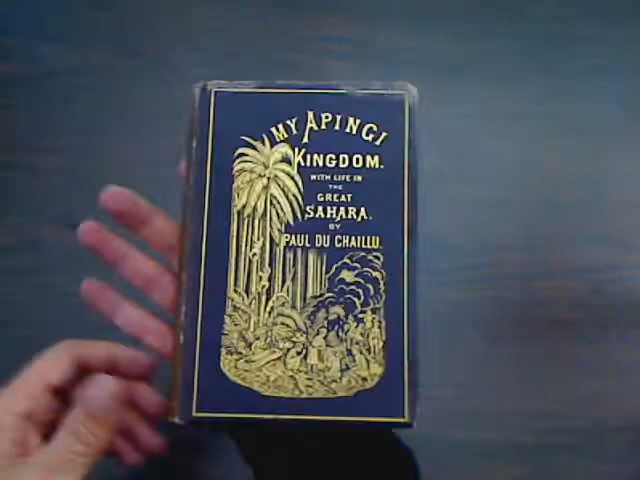 MY APINGI
KINGDOM.
WITH LIFE IN
THE
GREAT
SAHARA.
BY
PAUL DU CHAILLU.